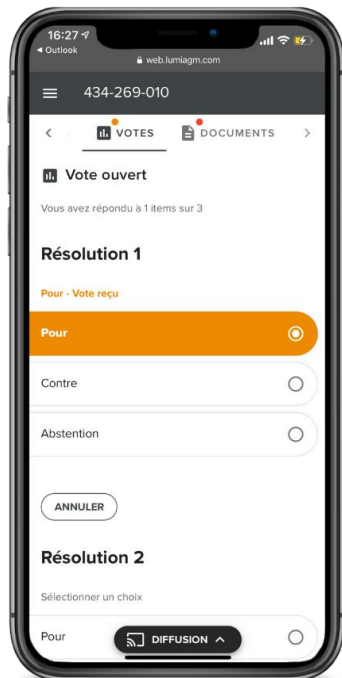 16:27
Outlook
web.lumiagm.com
434-269-010
VOTES DOCUMENTS
Vote ouvert
Vous avez répondu à 1 items sur 3
Résolution 1
Pour - Vote reçu
Pour
Contre
Abstention
ANNULER
Résolution 2
Sélectionner un choix
Pour
DIFFUSION